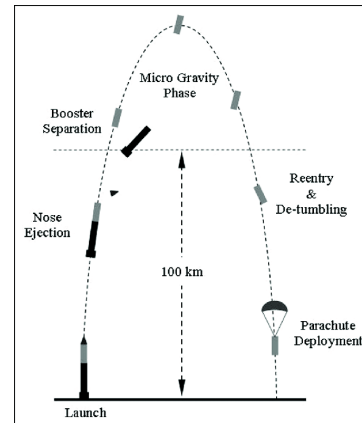 Micro Gravity
Phase
Booster
Separation
Reentry
&
De-tumbling
Nose
Ejection
100 km
Parachute
Deployment
Launch